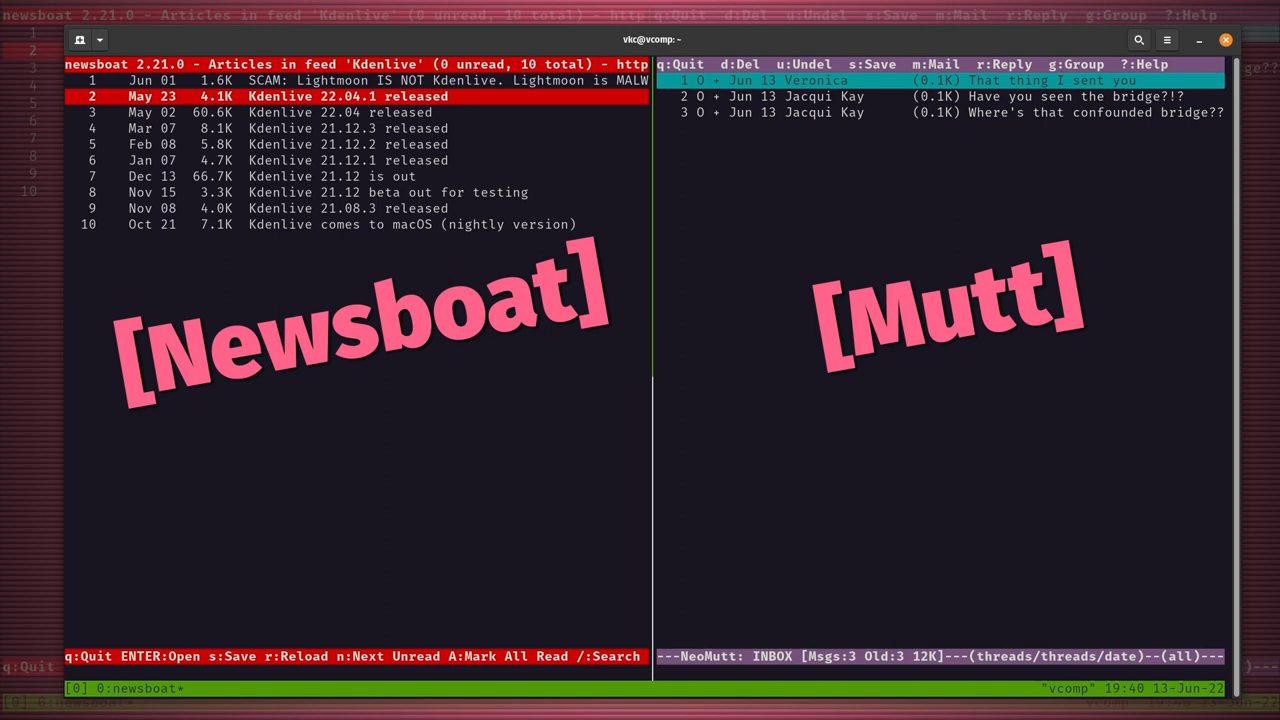 vkc@vcomp: ~
newsboat 2.21.0 - Articles in feed 'Kdenlive' (0 unread, 10 total) - http
1 Jun 01 1.6K SCAM: Lightmoon IS NOT Kdenlive. Lightmoon is MALW
2 May 23 4.1K Kdenlive 22.04.1 released
3 May 02 60.6K Kdenlive 22.04 released
4 Mar 07 8.1K Kdenlive 21.12.3 released
5 Feb 08 5.8K Kdenlive 21.12.2 released
6 Jan 07 4.7K Kdenlive 21.12.1 released
7 Dec 13 66.7K Kdenlive 21.12 is out
8 Nov 15 3.3K Kdenlive 21.12 beta out for testing
9 Nov 08 4.0K Kdenlive 21.08.3 released
10 Oct 21 7.1K Kdenlive comes to macOS (nightly version)
[Newsboat]
q:Quit ENTER:Open s:Save r:Reload n:Next Unread A:Mark All Read /:Search
q:Quit d:Del u:Undel s:Save m:Mail r:Reply g:Group ?:Help
1 O + Jun 13 Veronica (0.1K) That thing I sent you
2 O + Jun 13 Jacqui Kay (0.1K) Have you seen the bridge?!?
3 O + Jun 13 Jacqui Kay (0.1K) Where's that confounded bridge??
[Mutt]
---NeoMutt: INBOX [Msgs:3 Old:3 12K]---(threads/threads/date)--(all)---
[0] 0:newsboat* "vcomp" 19:40 13-Jun-22